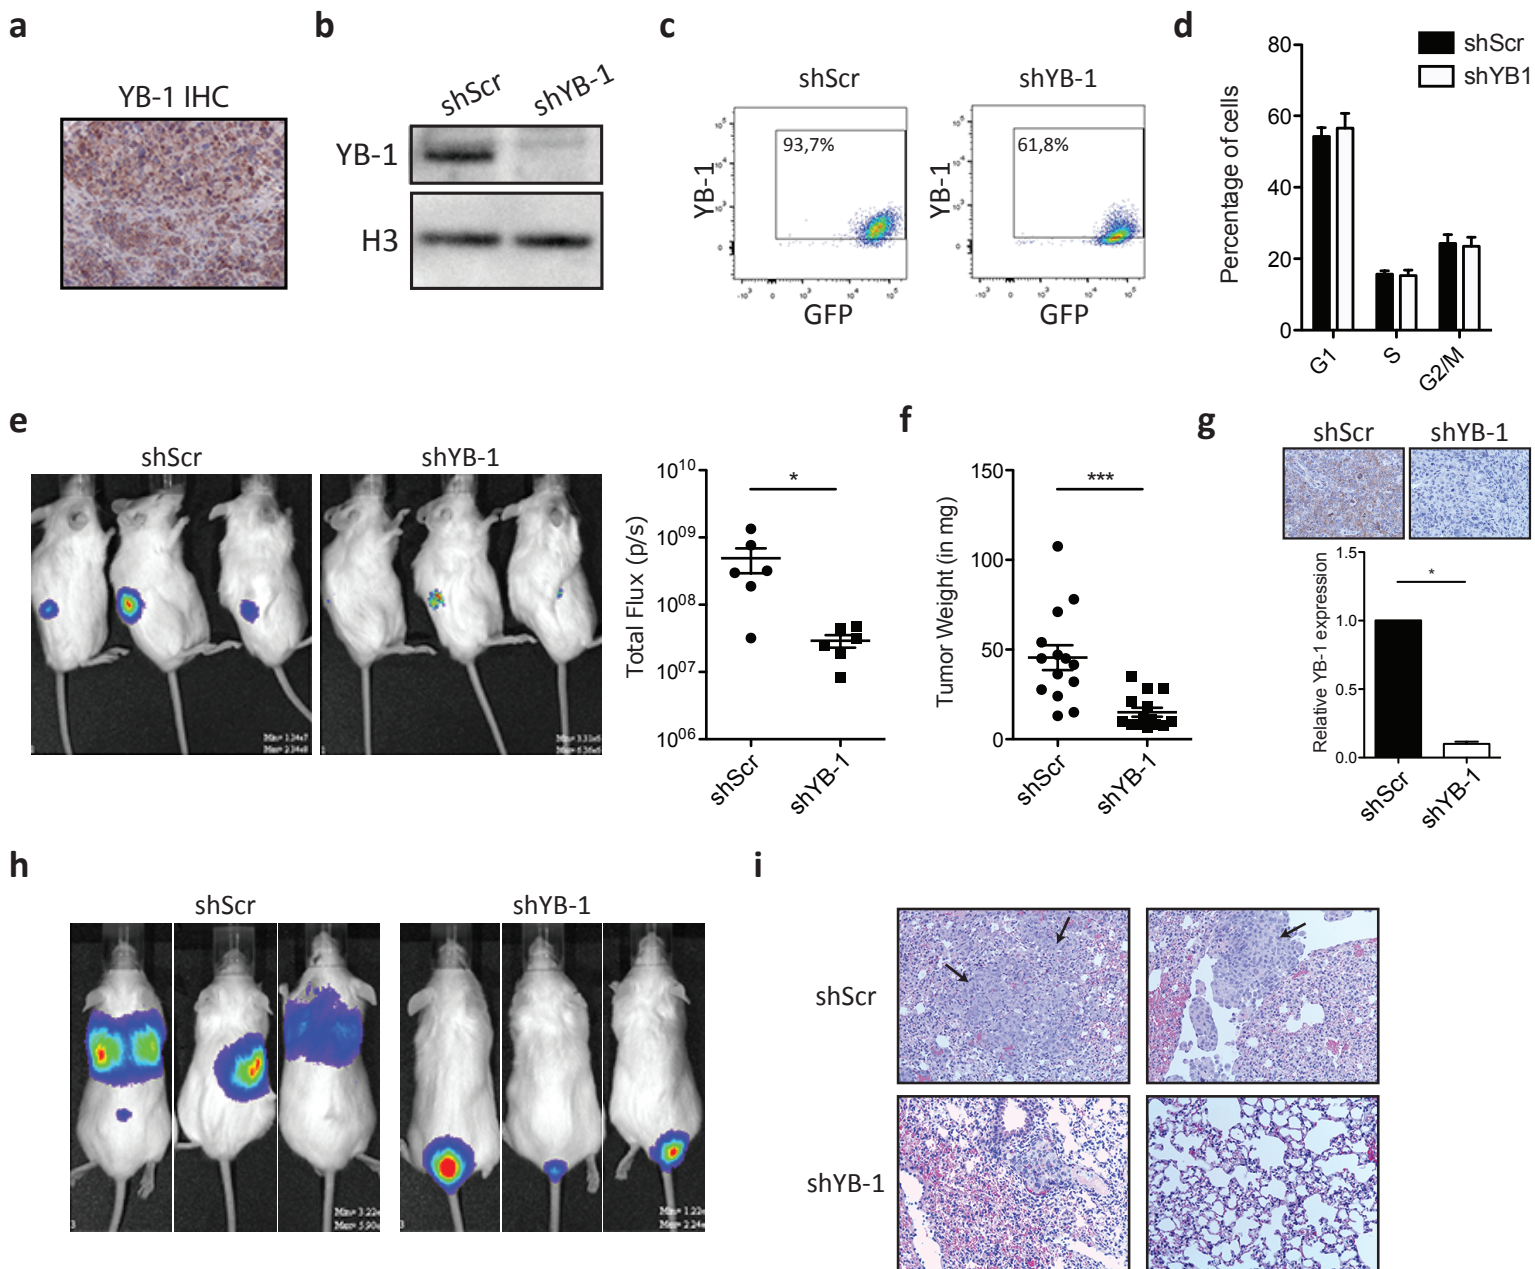 a
b
c
d
YB-1 IHC
shScr
shYB-1
YB-1
H3
shScr
shYB-1
93,7%
61,8%
YB-1
YB-1
GFP
GFP
shScr
shYB1
Percentage of cells
80
60
40
20
0
G1
S
G2/M
e
f
g
shScr
shYB-1
Total Flux (p/s)
10^10
10^09
10^08
10^07
10^06
*
shScr
shYB-1
Tumor Weight (in mg)
150
100
50
0
***
shScr
shYB-1
shScr
shYB-1
Relative YB-1 expression
1.5
1.0
0.5
0.0
*
shScr
shYB-1
h
i
shScr
shYB-1
shScr
shYB-1